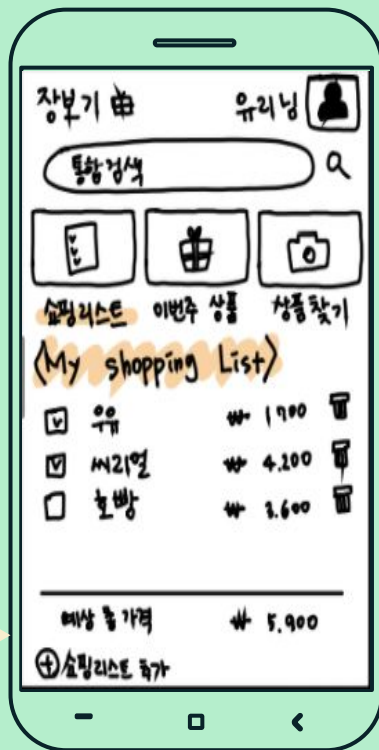 장보기
유리님
통합검색
쇼핑리스트 이번주 상품 상품찾기
<My shopping List>
우유 ₩ 1700
씨리얼 ₩ 4.200
호빵 ₩ 3.600
예상 총 가격 ₩ 5.900
쇼핑리스트 추가